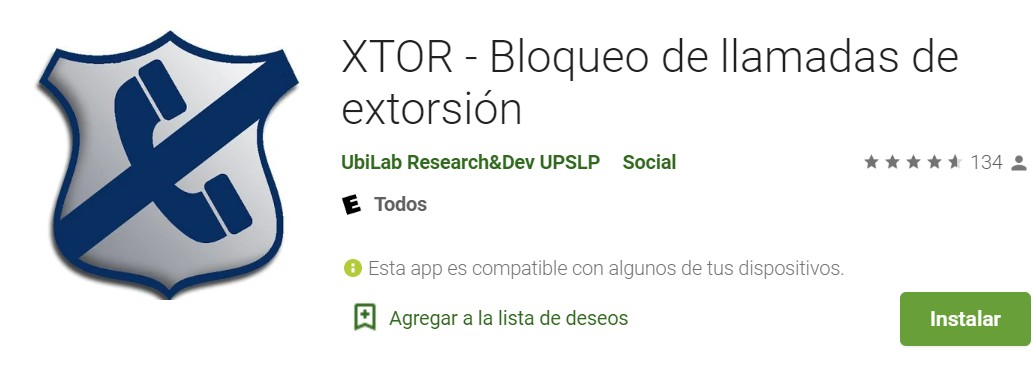 XTOR - Bloqueo de llamadas de
extorsión
UbiLab Research&Dev UPSLP Social
134
E Todos
Esta app es compatible con algunos de tus dispositivos.
Agregar a la lista de deseos
Instalar